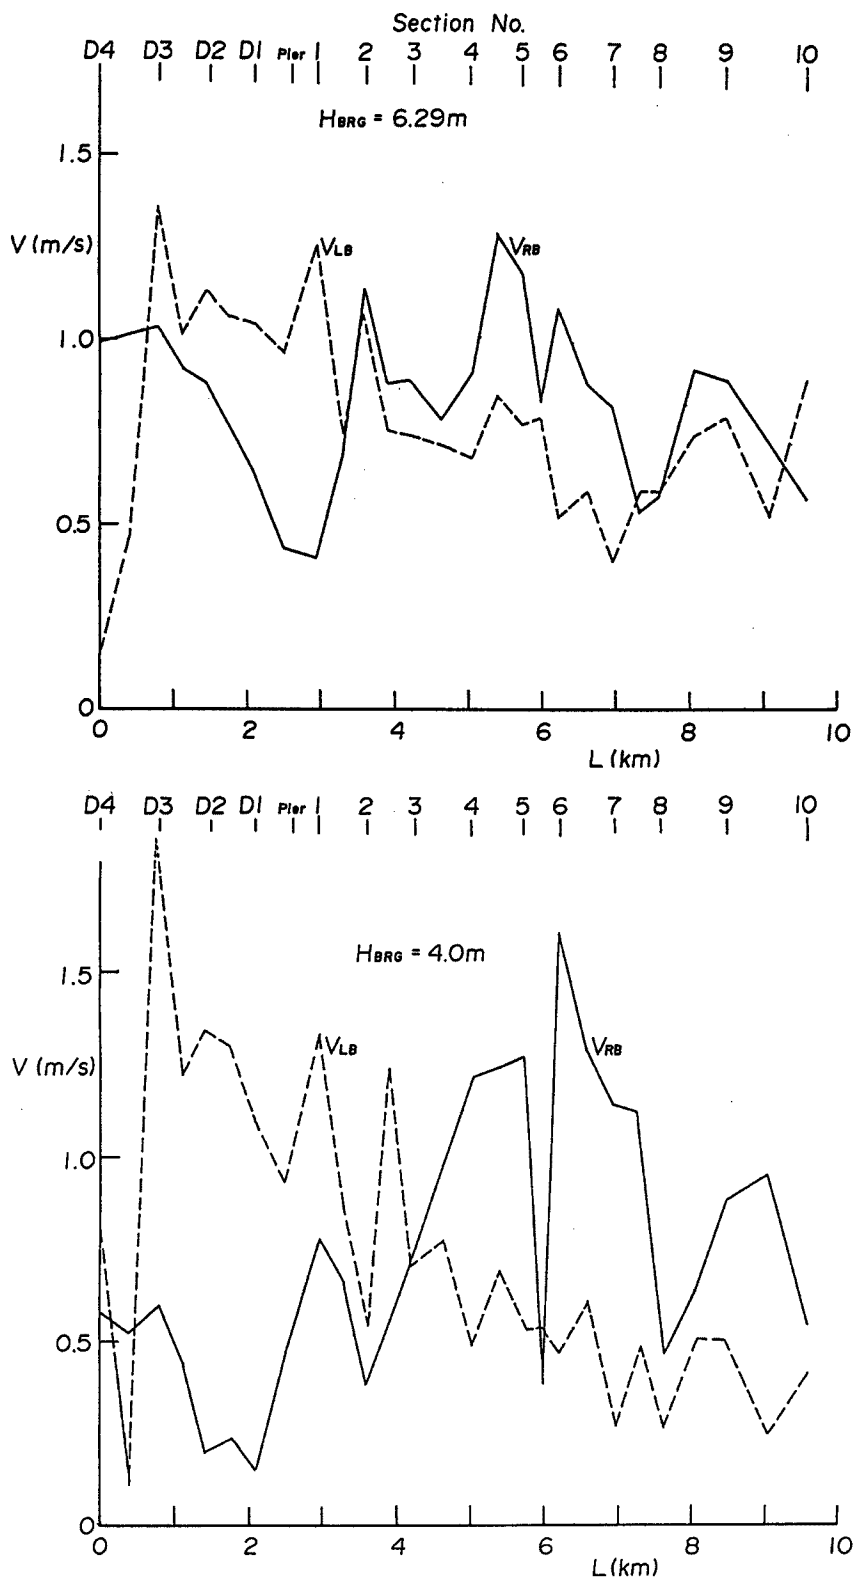 Section No.
D4 D3 D2 D1 Pier 1 2 3 4 5 6 7 8 9 10
HBRG = 6.29m
1.5
V (m/s)
VLB
VRB
1.0
0.5
0
0 2 4 6 8 10
L (km)
D4 D3 D2 D1 Pier 1 2 3 4 5 6 7 8 9 10
HBRG = 4.0m
1.5
V (m/s)
VLB
VRB
1.0
0.5
0
0 2 4 6 8 10
L (km)